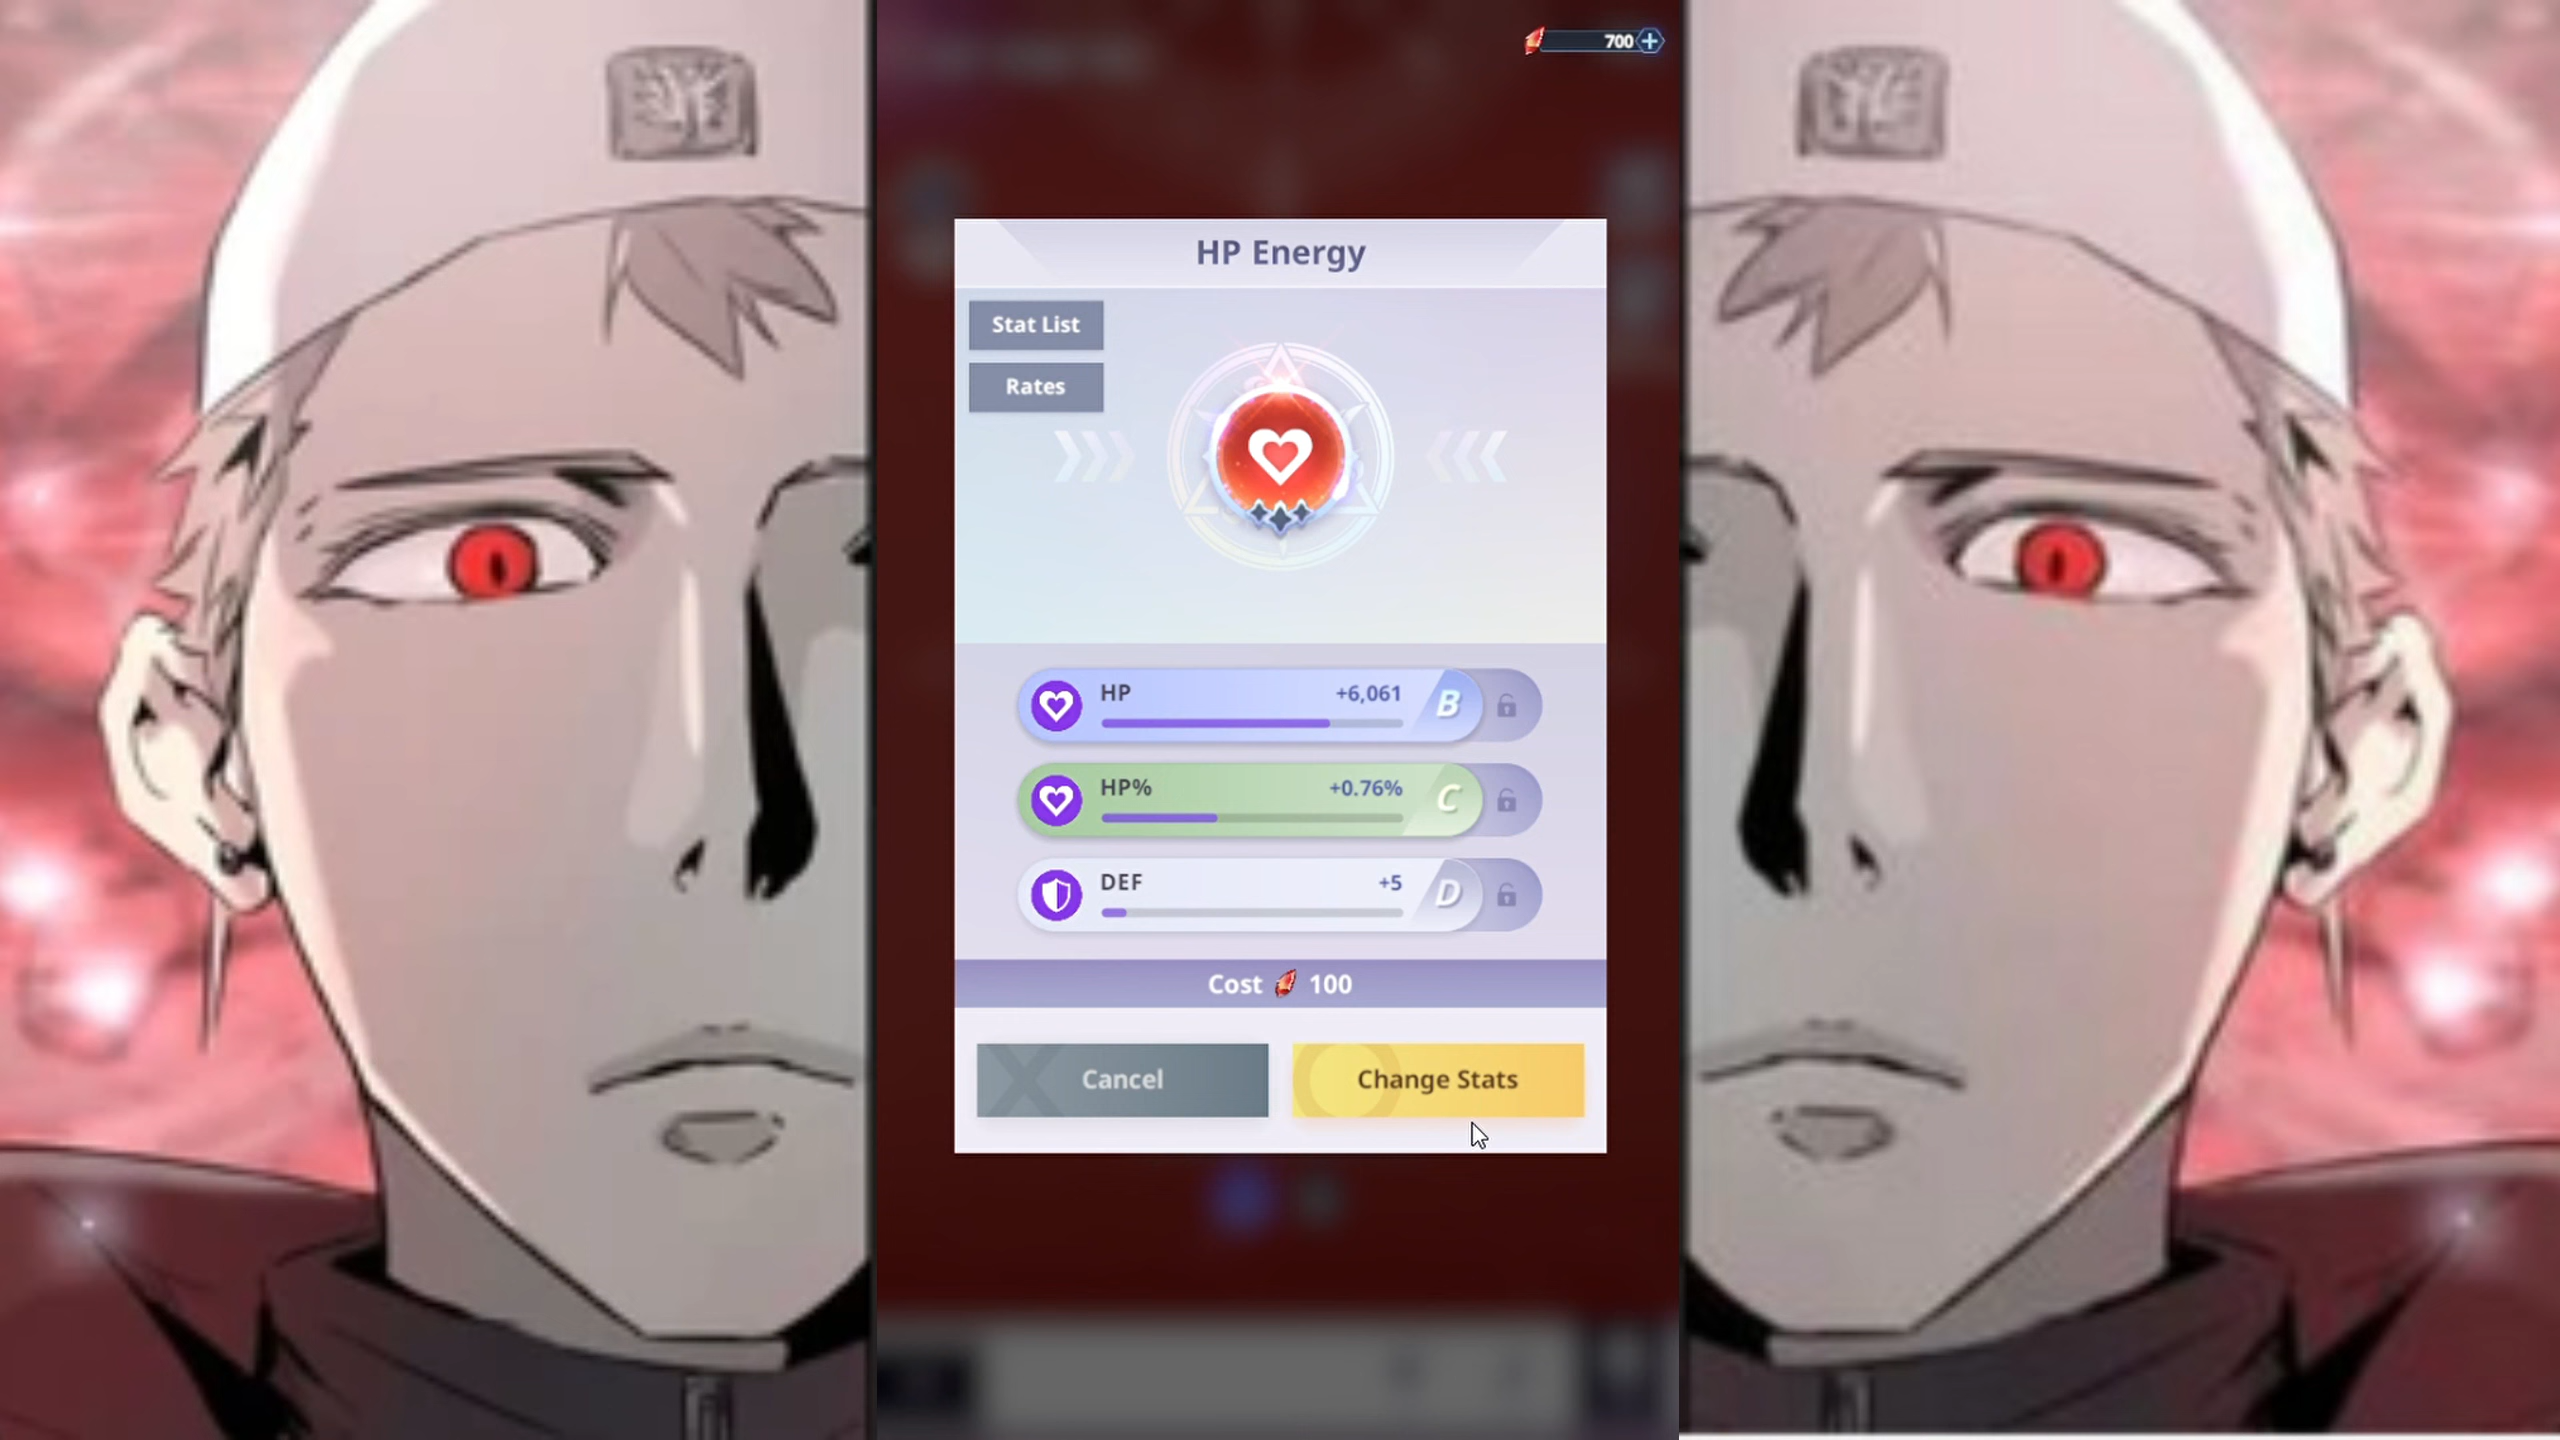 700
HP Energy
Stat List
Rates
HP +6,061 B
HP% +0.76% C
DEF +5 D
Cost 100
Cancel
Change Stats